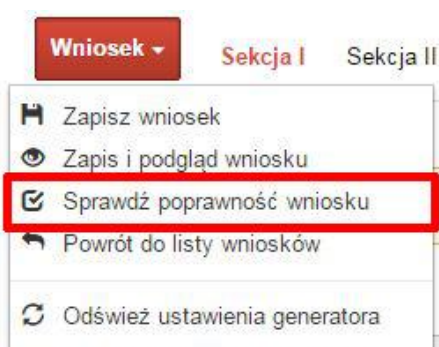 Wniosek Sekcja I Sekcja II
Zapisz wniosek
Zapis i podgląd wniosku
Sprawdź poprawność wniosku
Powrót do listy wniosków
Odśwież ustawienia generatora